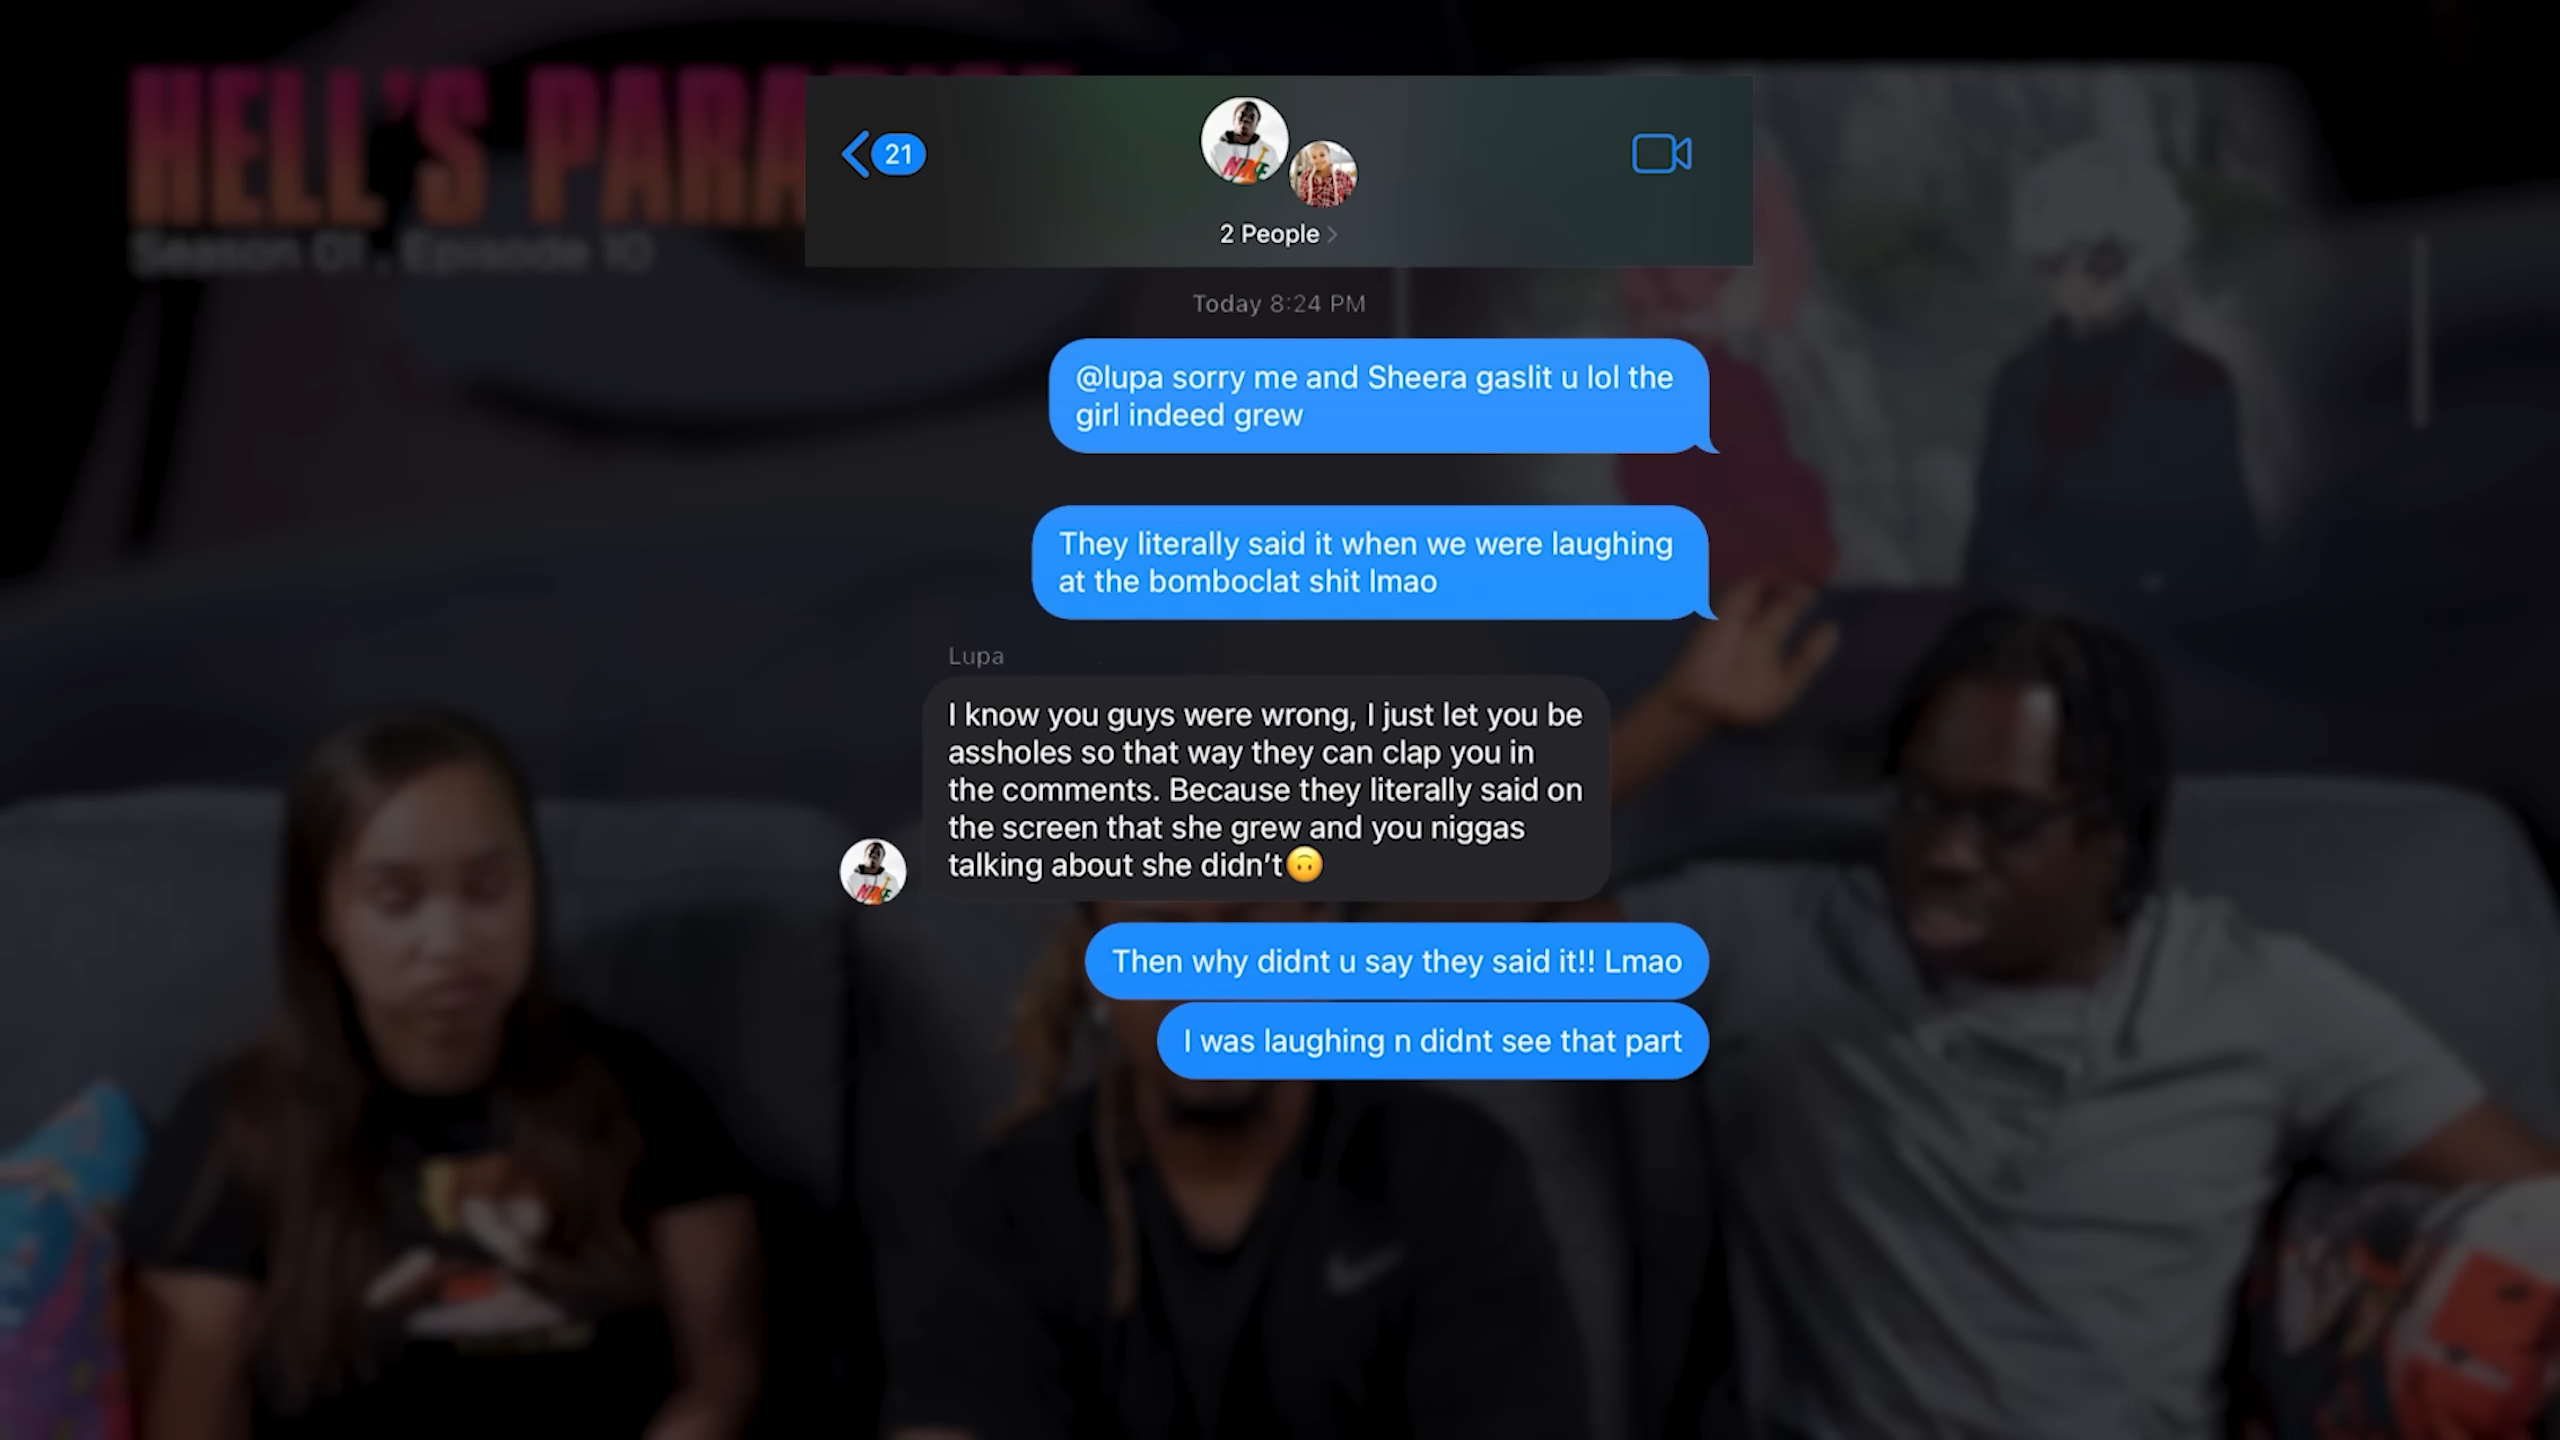 HELL'S PARA
Season 01, Episode 10
21
2 People >
Today 8:24 PM
@lupa sorry me and Sheera gaslit u lol the
girl indeed grew
They literally said it when we were laughing
at the bomboclat shit lmao
Lupa
I know you guys were wrong, I just let you be
assholes so that way they can clap you in
the comments. Because they literally said on
the screen that she grew and you niggas
talking about she didn't🙃
Then why didnt u say they said it!! Lmao
I was laughing n didnt see that part